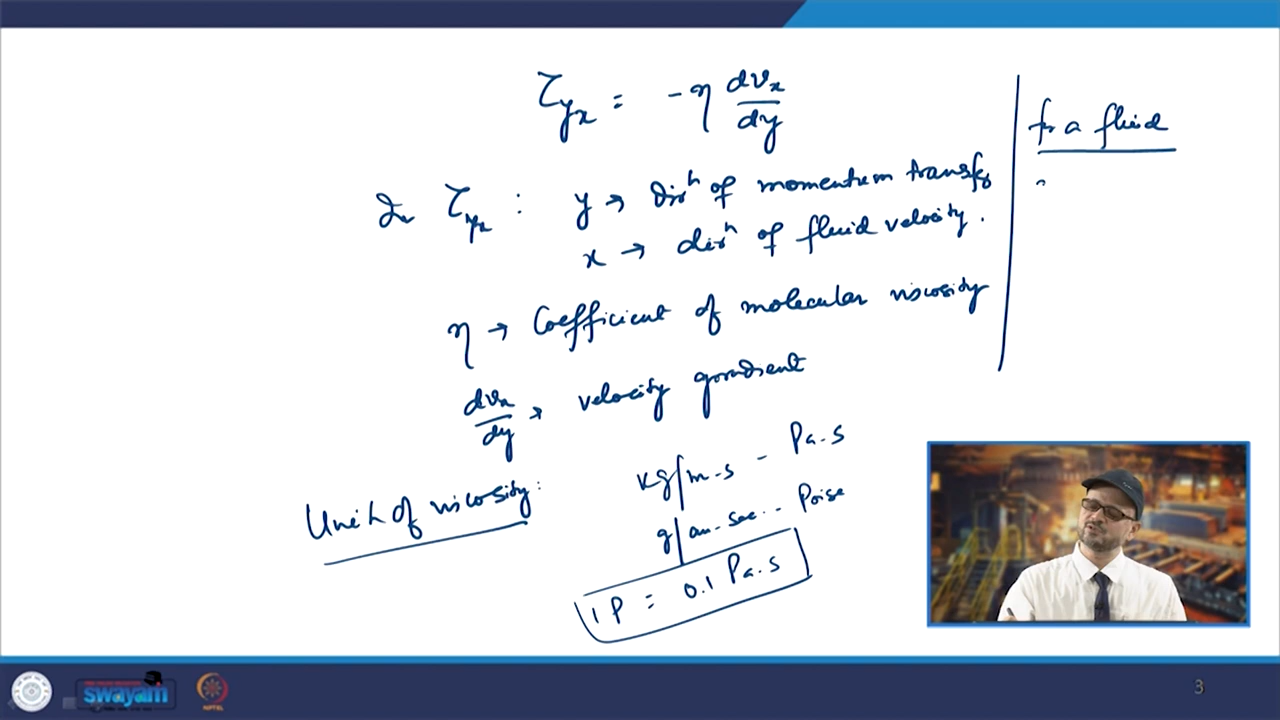 τyx = -η dvx/dy
In τyx : y → dirⁿ of momentum transfer
x → dirⁿ of fluid velocity.
η → Coefficient of molecular viscosity
dvx/dy → velocity gradient
Unit of viscosity:
kg/m-s - Pa.s
g/cm-sec - Poise
1 P = 0.1 Pa.s
for a fluid
swayam
NPTEL
3